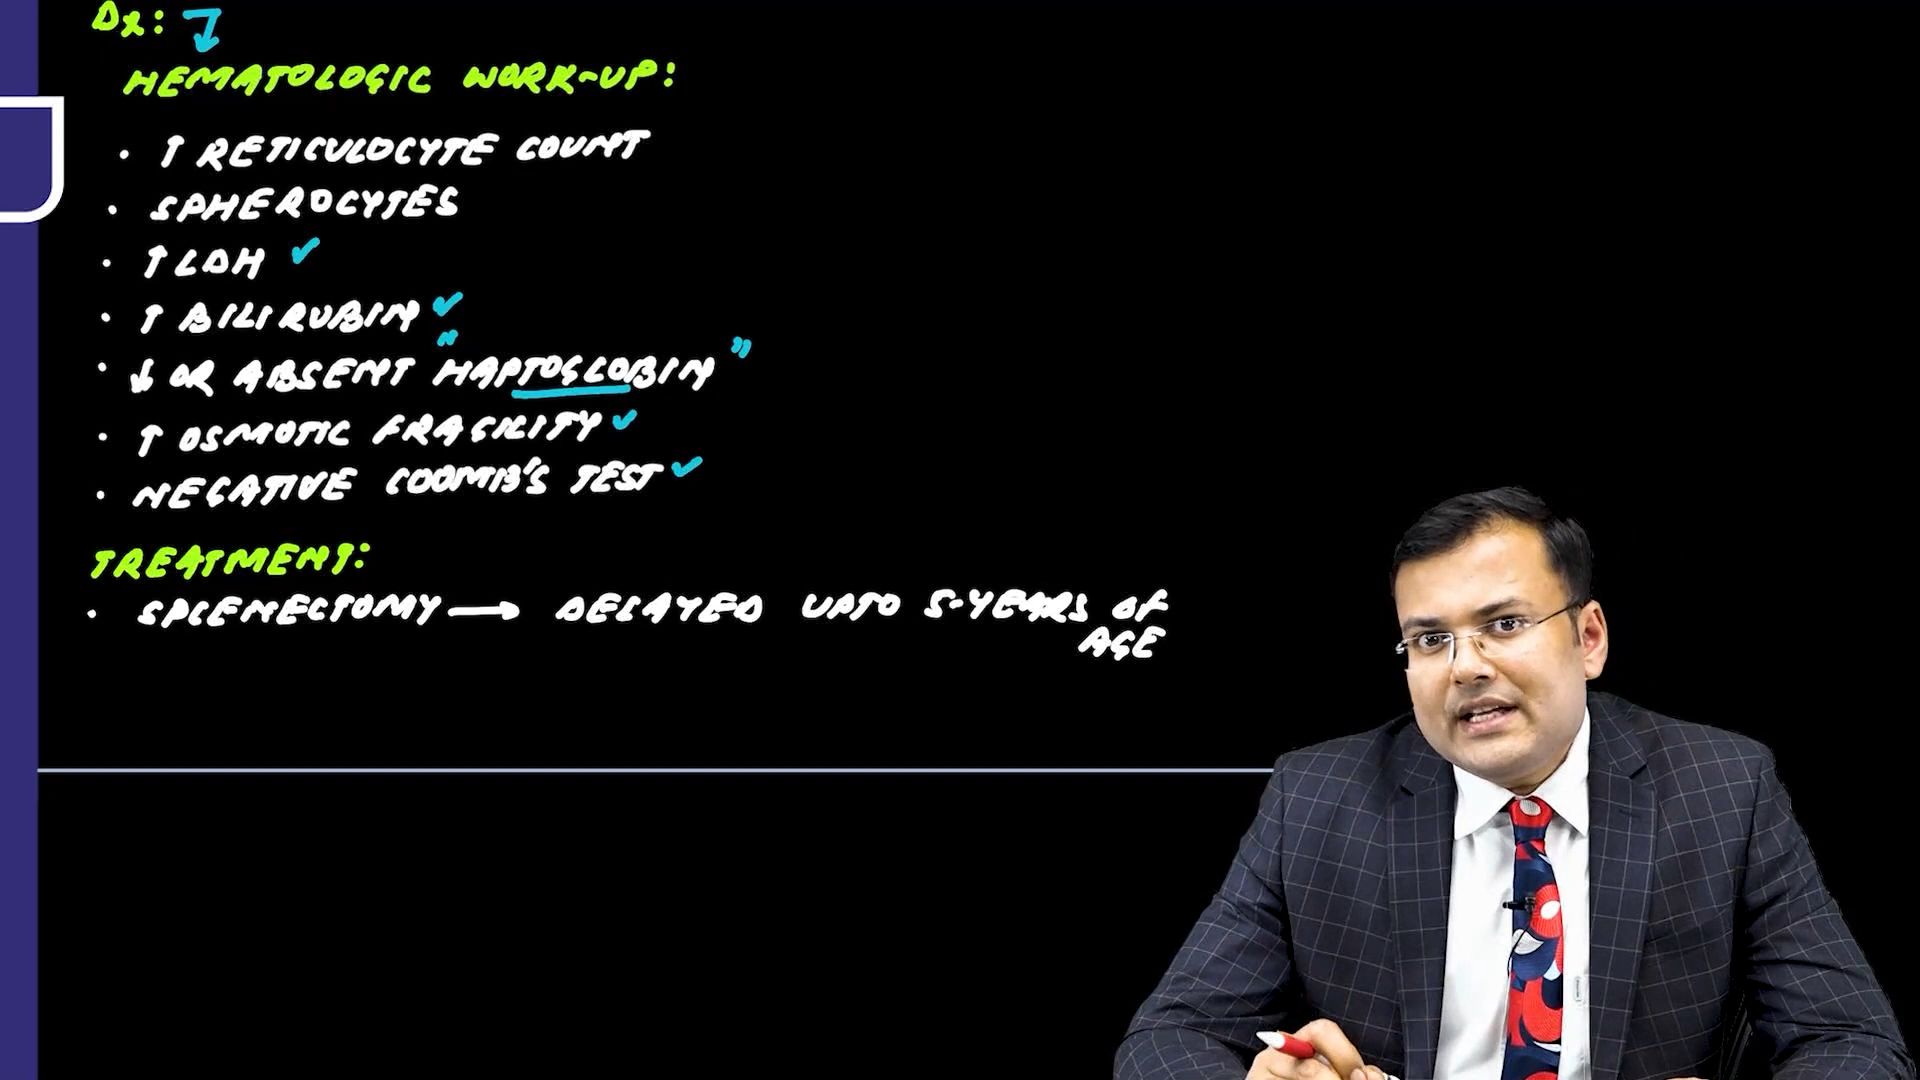 Dx: ↴
HEMATOLOGIC WORK-UP:
• ↑ RETICULOCYTE COUNT
• SPHEROCYTES
• ↑ LDH ✓
• ↑ BILIRUBIN ✓
• ↓ OR ABSENT "HAPTOGLOBIN"
• ↑ OSMOTIC FRAGILITY ✓
• NEGATIVE COOMB'S TEST ✓
TREATMENT:
• SPLENECTOMY → DELAYED UPTO 5-YEARS OF
AGE